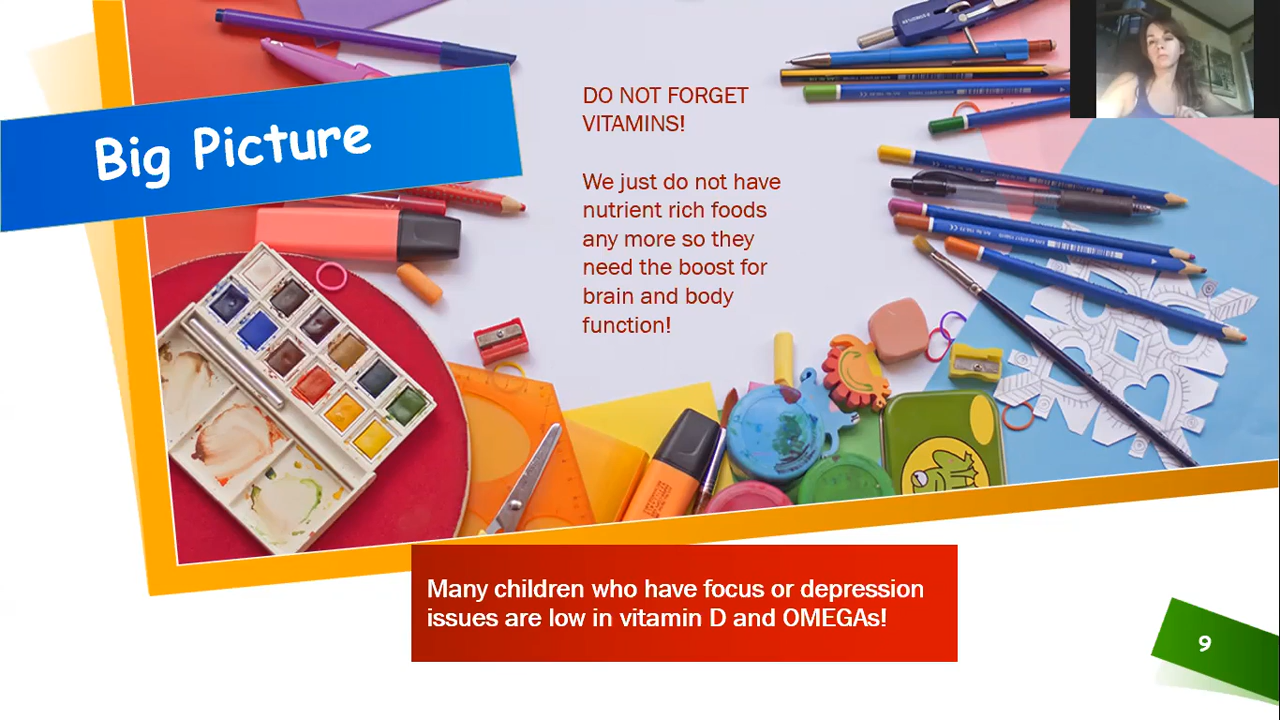 Big Picture
DO NOT FORGET
VITAMINS!
We just do not have
nutrient rich foods
any more so they
need the boost for
brain and body
function!
Many children who have focus or depression
issues are low in vitamin D and OMEGAs!
9